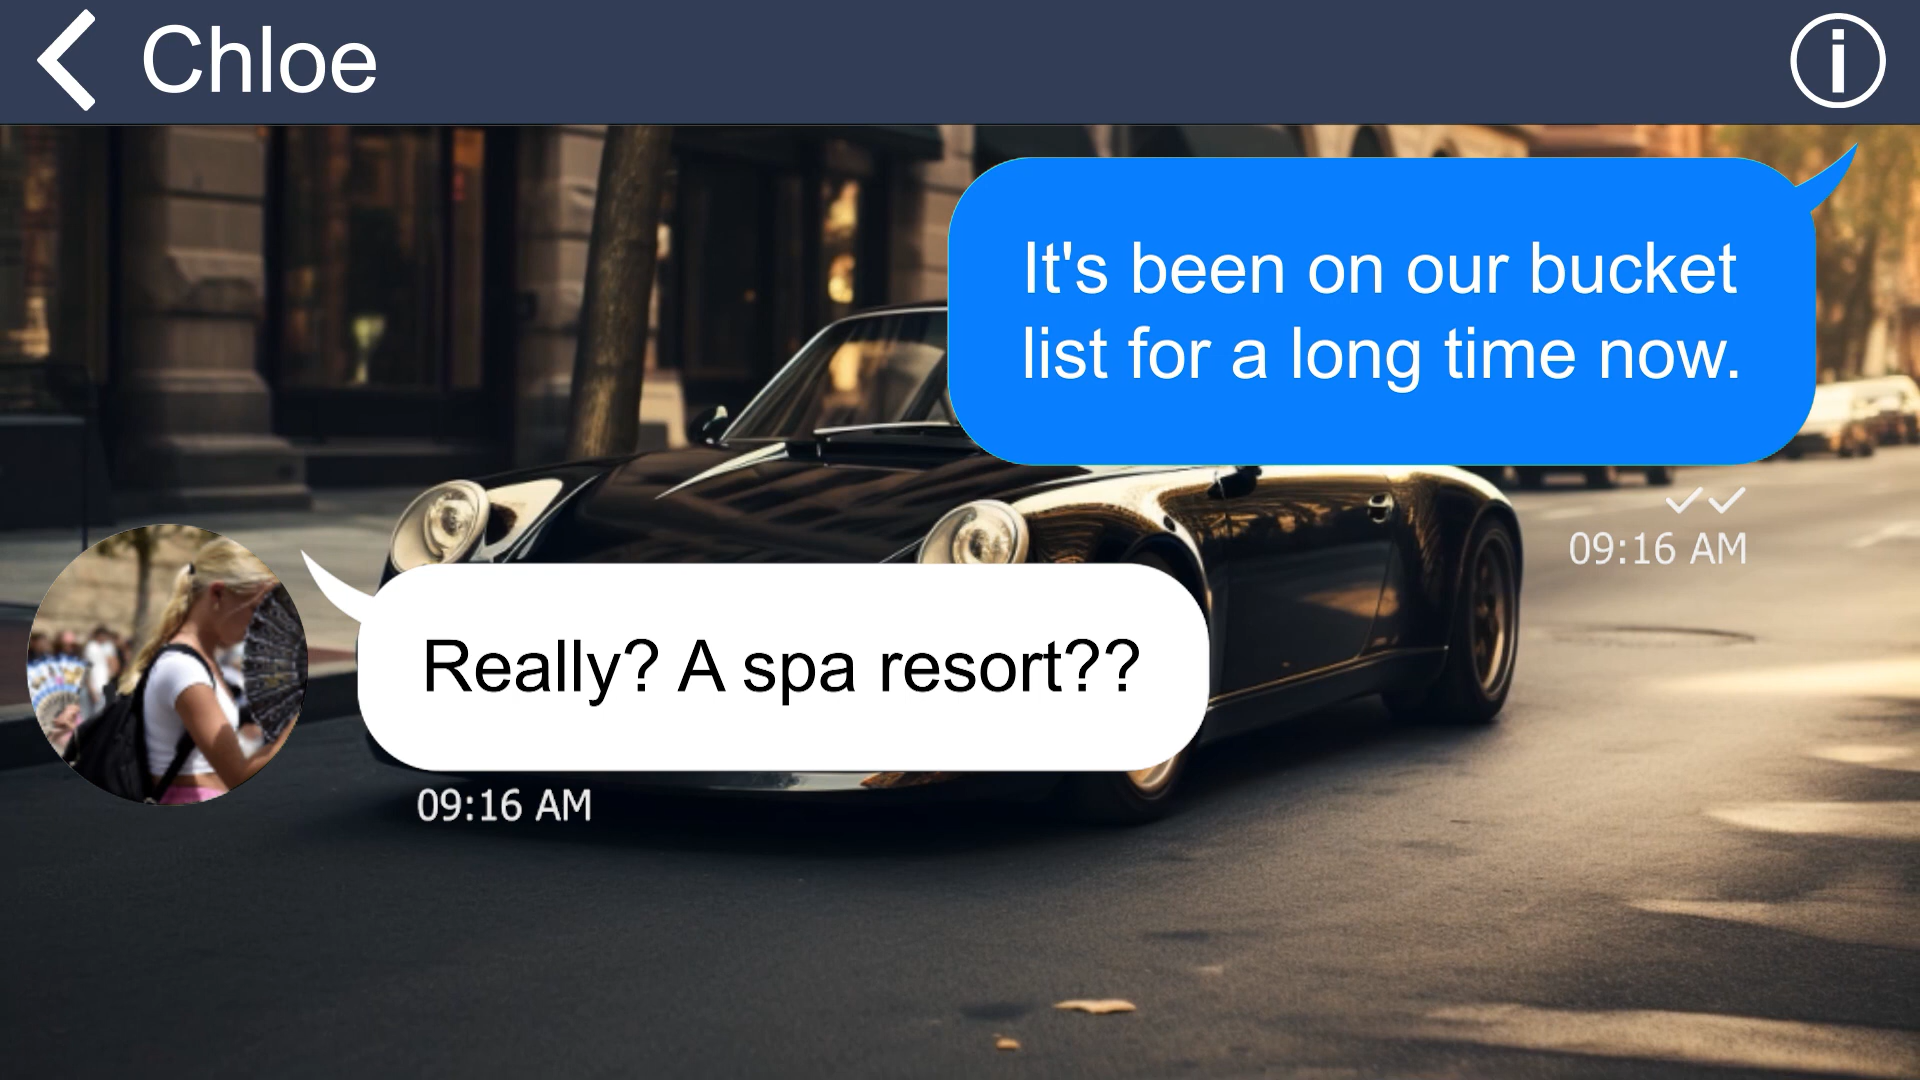 Chloe
It's been on our bucket
list for a long time now.
09:16 AM
Really? A spa resort??
09:16 AM